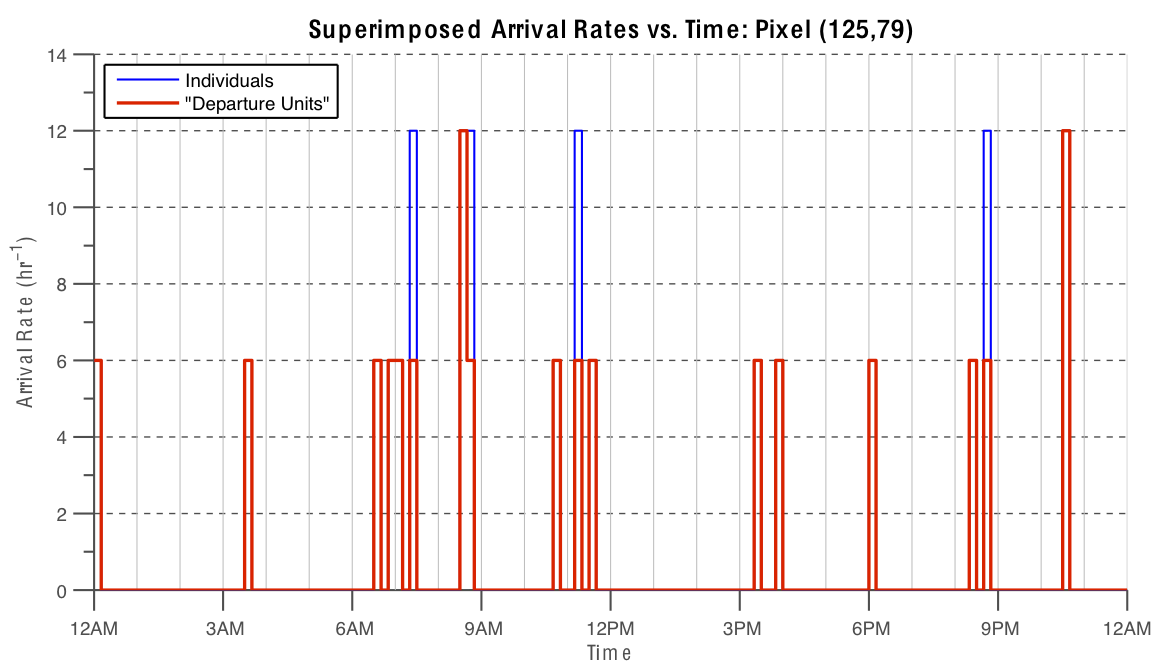 Superimposed Arrival Rates vs. Time: Pixel (125,79)
Individuals
"Departure Units"
14
12
10
8
6
4
2
0
Arrival Rate (hr⁻¹)
12AM 3AM 6AM 9AM 12PM 3PM 6PM 9PM 12AM
Time